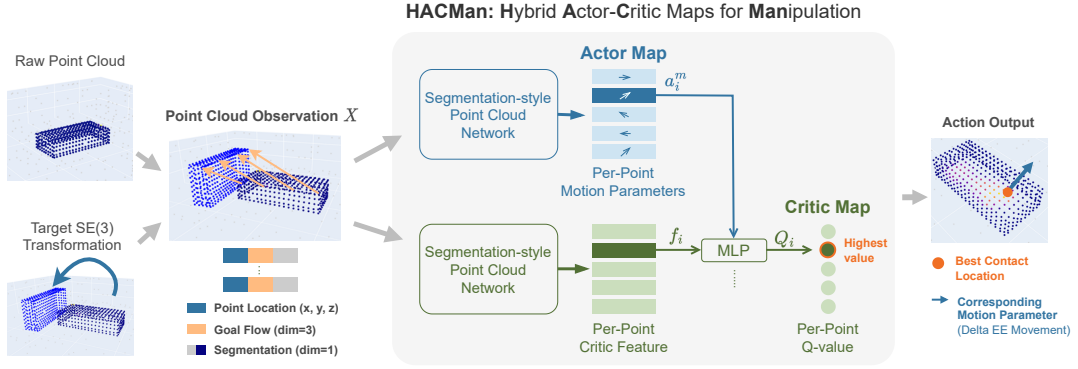 HACMan: Hybrid Actor-Critic Maps for Manipulation
Raw Point Cloud
Target SE(3)
Transformation
Point Cloud Observation X
⋮
Point Location (x, y, z)
Goal Flow (dim=3)
Segmentation (dim=1)
Segmentation-style
Point Cloud
Network
Actor Map
Per-Point
Motion Parameters
a_i^m
Segmentation-style
Point Cloud
Network
Per-Point
Critic Feature
f_i
MLP
⋮
Q_i
Critic Map
Highest
value
Per-Point
Q-value
Action Output
Best Contact
Location
Corresponding
Motion Parameter
(Delta EE Movement)